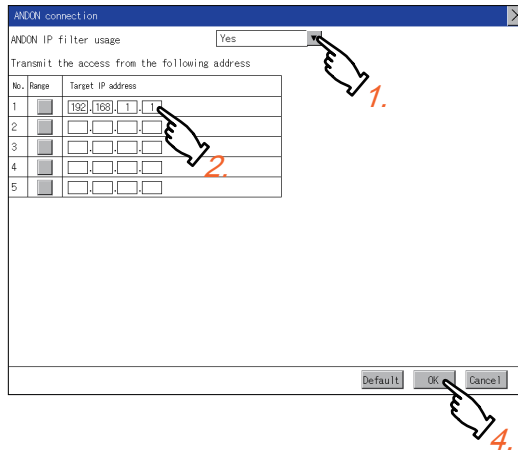 ANDON connection
ANDON IP filter usage Yes
1.
Transmit the access from the following address
No. Range Target IP address
1 192.168.1.1
2 . . .
2.
3 . . .
4 . . .
5 . . .
Default OK Cancel
4.